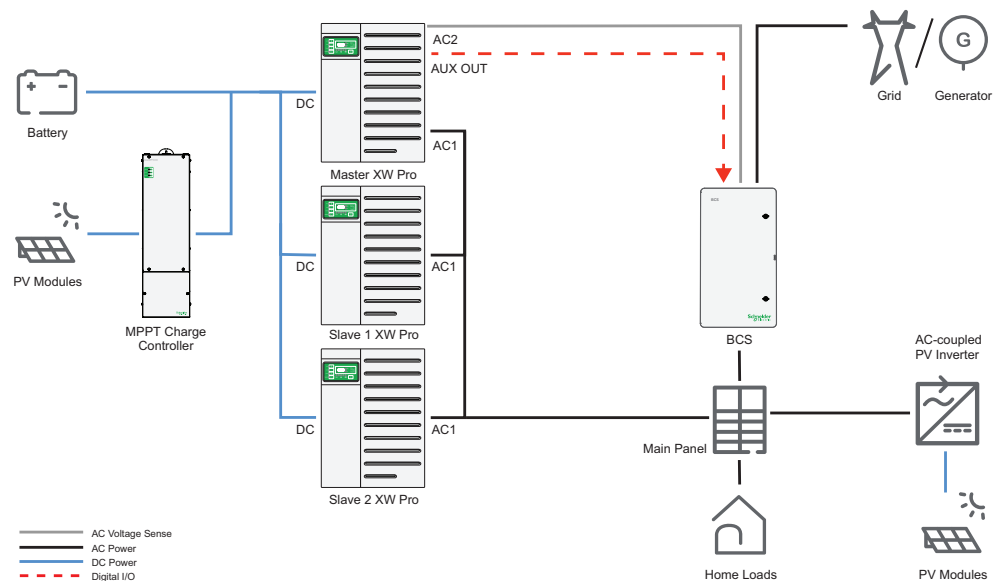 AC2
AUX OUT
G
Grid
Generator
Battery
DC
AC1
Master XW Pro
BCS
PV Modules
DC
AC1
MPPT Charge
Controller
Slave 1 XW Pro
Schneider
BCS
AC-coupled
PV Inverter
DC
AC1
Main Panel
Slave 2 XW Pro
AC Voltage Sense
AC Power
DC Power
Digital I/O
Home Loads
PV Modules